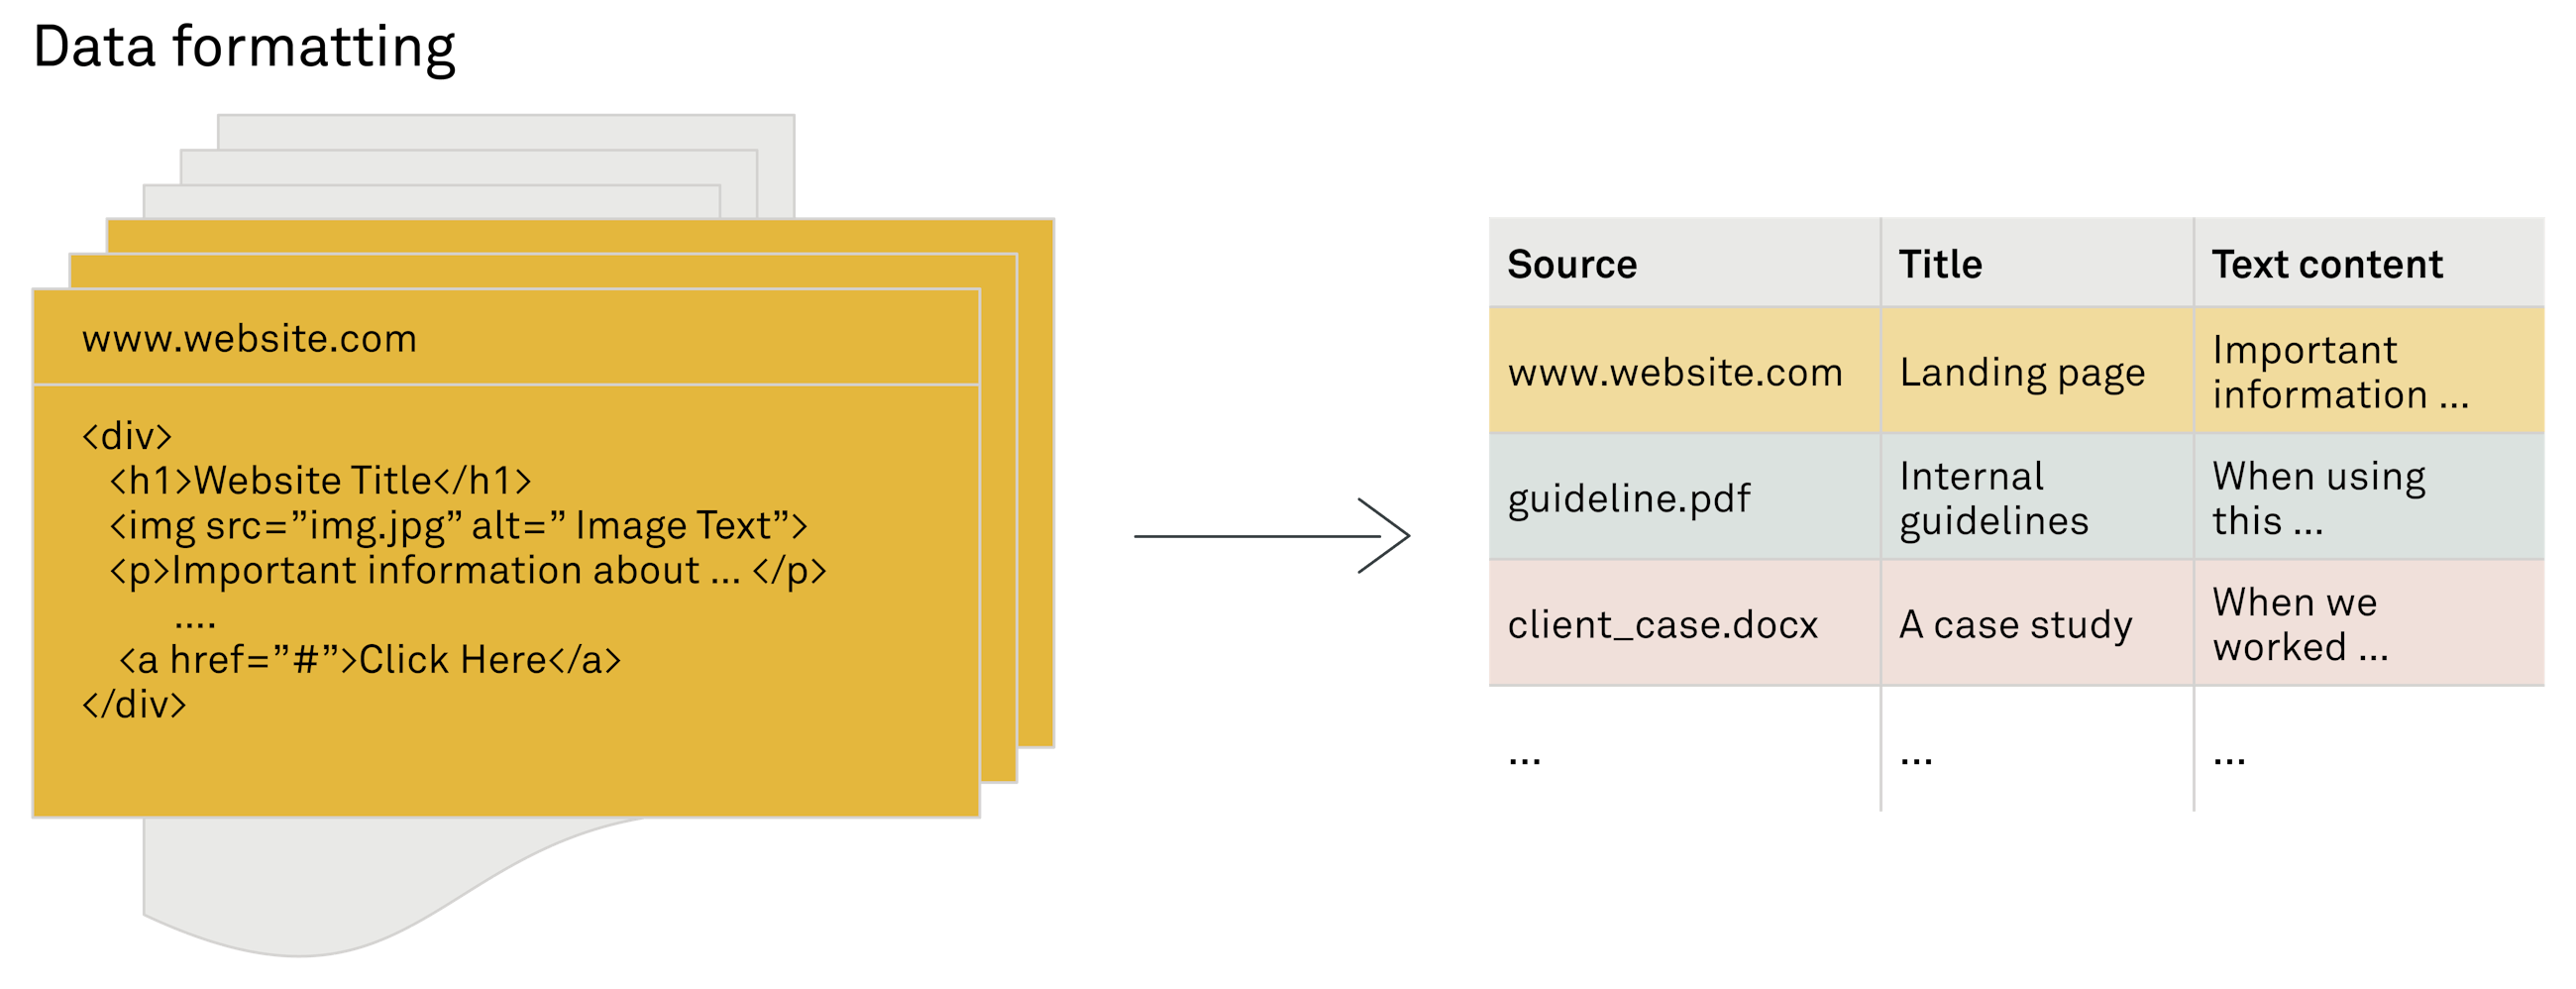 Data formatting
www.website.com
<div>
<h1>Website Title</h1>
<img src=”img.jpg” alt=” Image Text”>
<p>Important information about ... </p>
....
<a href=”#”>Click Here</a>
</div>
Source Title Text content
www.website.com Landing page Important
information ...
guideline.pdf Internal
guidelines When using
this ...
client_case.docx A case study When we
worked ...
... ... ...